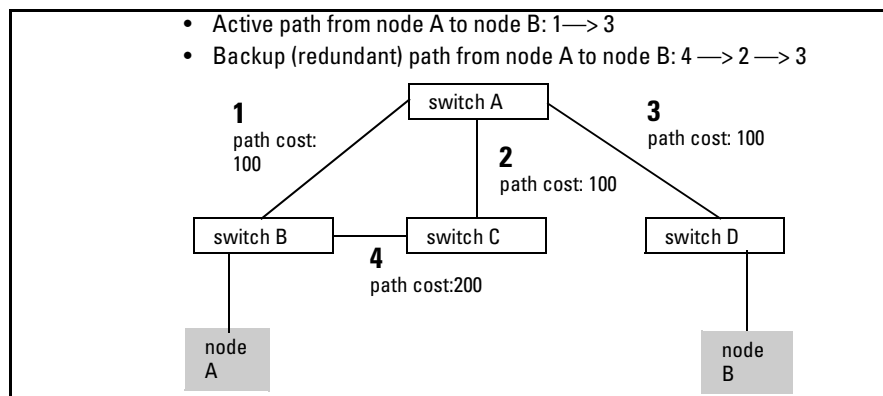 • Active path from node A to node B: 1—> 3
• Backup (redundant) path from node A to node B: 4 —> 2 —> 3
switch A
1
path cost:
100
3
path cost: 100
2
path cost: 100
switch B
switch C
switch D
4
path cost:200
node
A
node
B